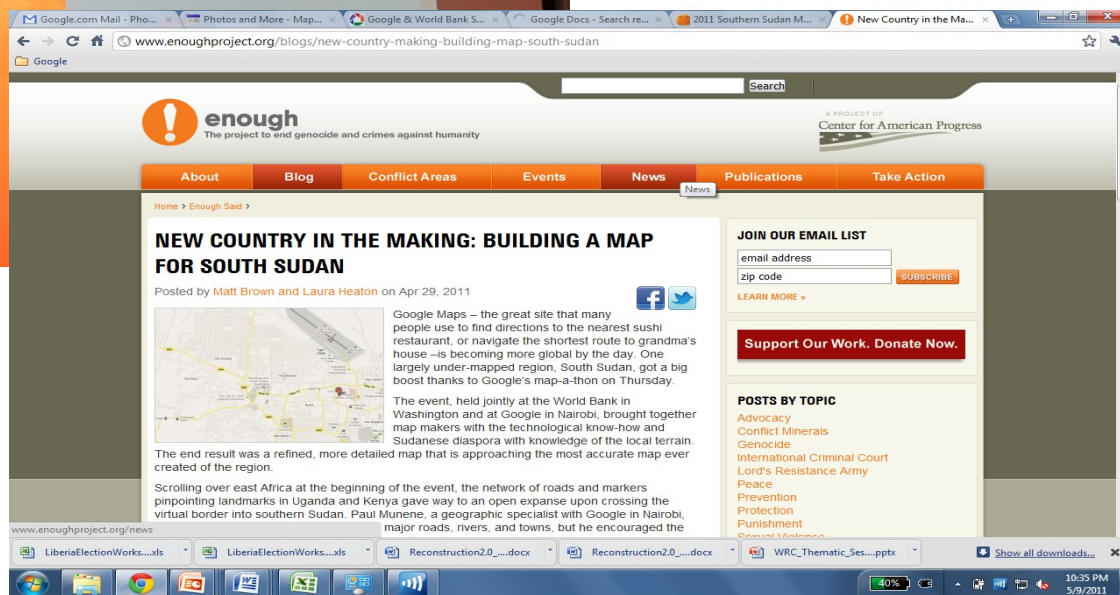 Google.com Mail - Pho...
Photos and More - Map...
Google & World Bank S...
Google Docs - Search re...
2011 Southern Sudan M...
New Country in the Ma...
www.enoughproject.org/blogs/new-country-making-building-map-south-sudan
Google
Search
enough
The project to end genocide and crimes against humanity
A PROJECT OF
Center for American Progress
About Blog Conflict Areas Events News Publications Take Action
News
Home > Enough Said >
NEW COUNTRY IN THE MAKING: BUILDING A MAP
FOR SOUTH SUDAN
Posted by Matt Brown and Laura Heaton on Apr 29, 2011
Google Maps – the great site that many
people use to find directions to the nearest sushi
restaurant, or navigate the shortest route to grandma's
house –is becoming more global by the day. One
largely under-mapped region, South Sudan, got a big
boost thanks to Google's map-a-thon on Thursday.
The event, held jointly at the World Bank in
Washington and at Google in Nairobi, brought together
map makers with the technological know-how and
Sudanese diaspora with knowledge of the local terrain.
The end result was a refined, more detailed map that is approaching the most accurate map ever
created of the region.
Scrolling over east Africa at the beginning of the event, the network of roads and markers
pinpointing landmarks in Uganda and Kenya gave way to an open expanse upon crossing the
virtual border into southern Sudan. Paul Munene, a geographic specialist with Google in Nairobi,
major roads, rivers, and towns, but he encouraged the
JOIN OUR EMAIL LIST
email address
zip code
SUBSCRIBE
LEARN MORE »
Support Our Work. Donate Now.
POSTS BY TOPIC
Advocacy
Conflict Minerals
Genocide
International Criminal Court
Lord's Resistance Army
Peace
Prevention
Protection
Punishment
Sexual Violence
www.enoughproject.org/news
LiberiaElectionWorks....xls
LiberiaElectionWorks....xls
Reconstruction2.0_....docx
Reconstruction2.0_....docx
WRC_Thematic_Ses....pptx
Show all downloads...
40%
10:35 PM
5/9/2011